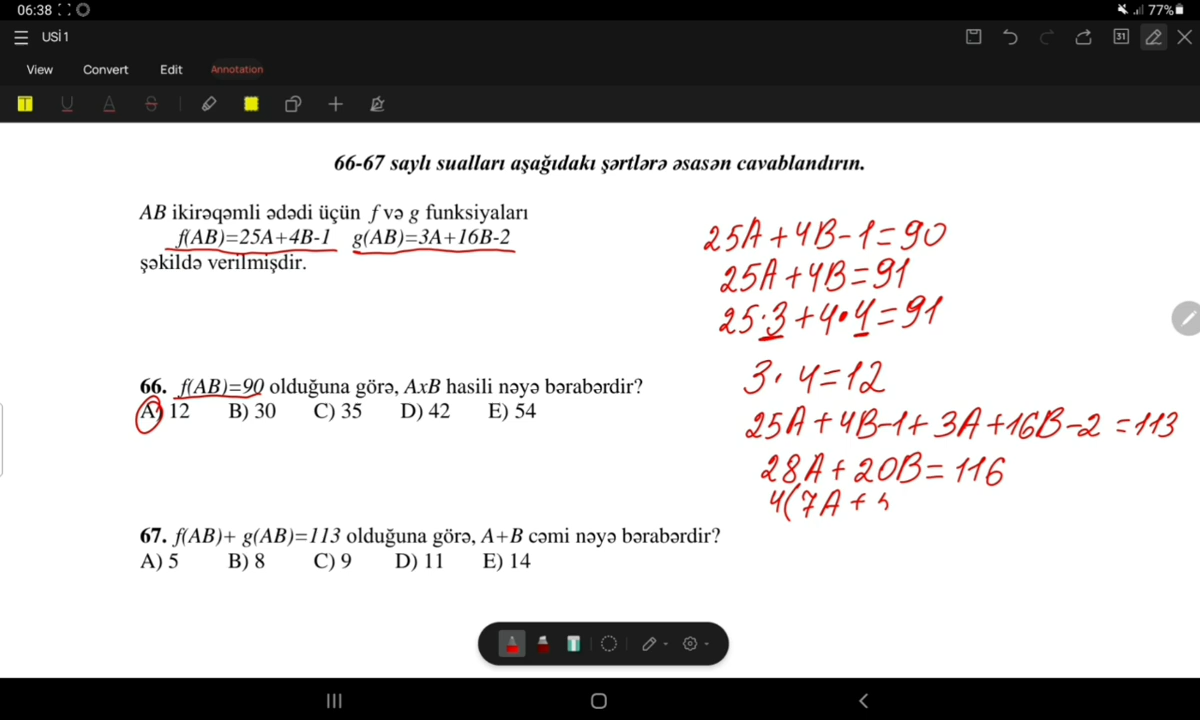 06:38 77%
USİ 1
31
View Convert Edit Annotation
T U A S
66-67 saylı sualları aşağıdakı şərtlərə əsasən cavablandırın.
AB ikirəqəmli ədədi üçün f və g funksiyaları
f(AB)=25A+4B-1 g(AB)=3A+16B-2
şəkildə verilmişdir.
25A+4B-1=90
25A+4B=91
25·3+4·4=91
66. f(AB)=90 olduğuna görə, AxB hasili nəyə bərabərdir?
A) 12 B) 30 C) 35 D) 42 E) 54
3·4=12
25A+4B-1+3A+16B-2=113
28A+20B=116
4(7A+
67. f(AB)+ g(AB)=113 olduğuna görə, A+B cəmi nəyə bərabərdir?
A) 5 B) 8 C) 9 D) 11 E) 14